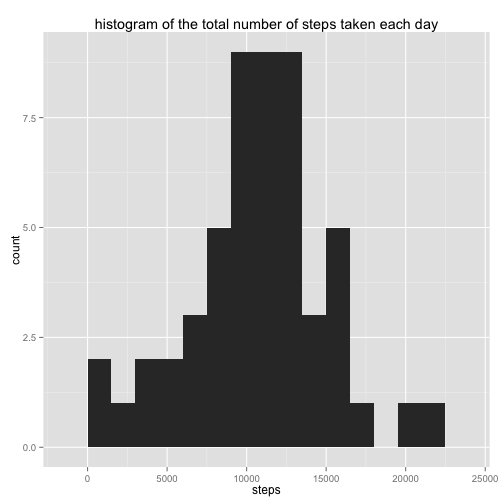 histogram of the total number of steps taken each day
7.5
5.0
2.5
0.0
count
0 5000 10000 15000 20000 25000
steps